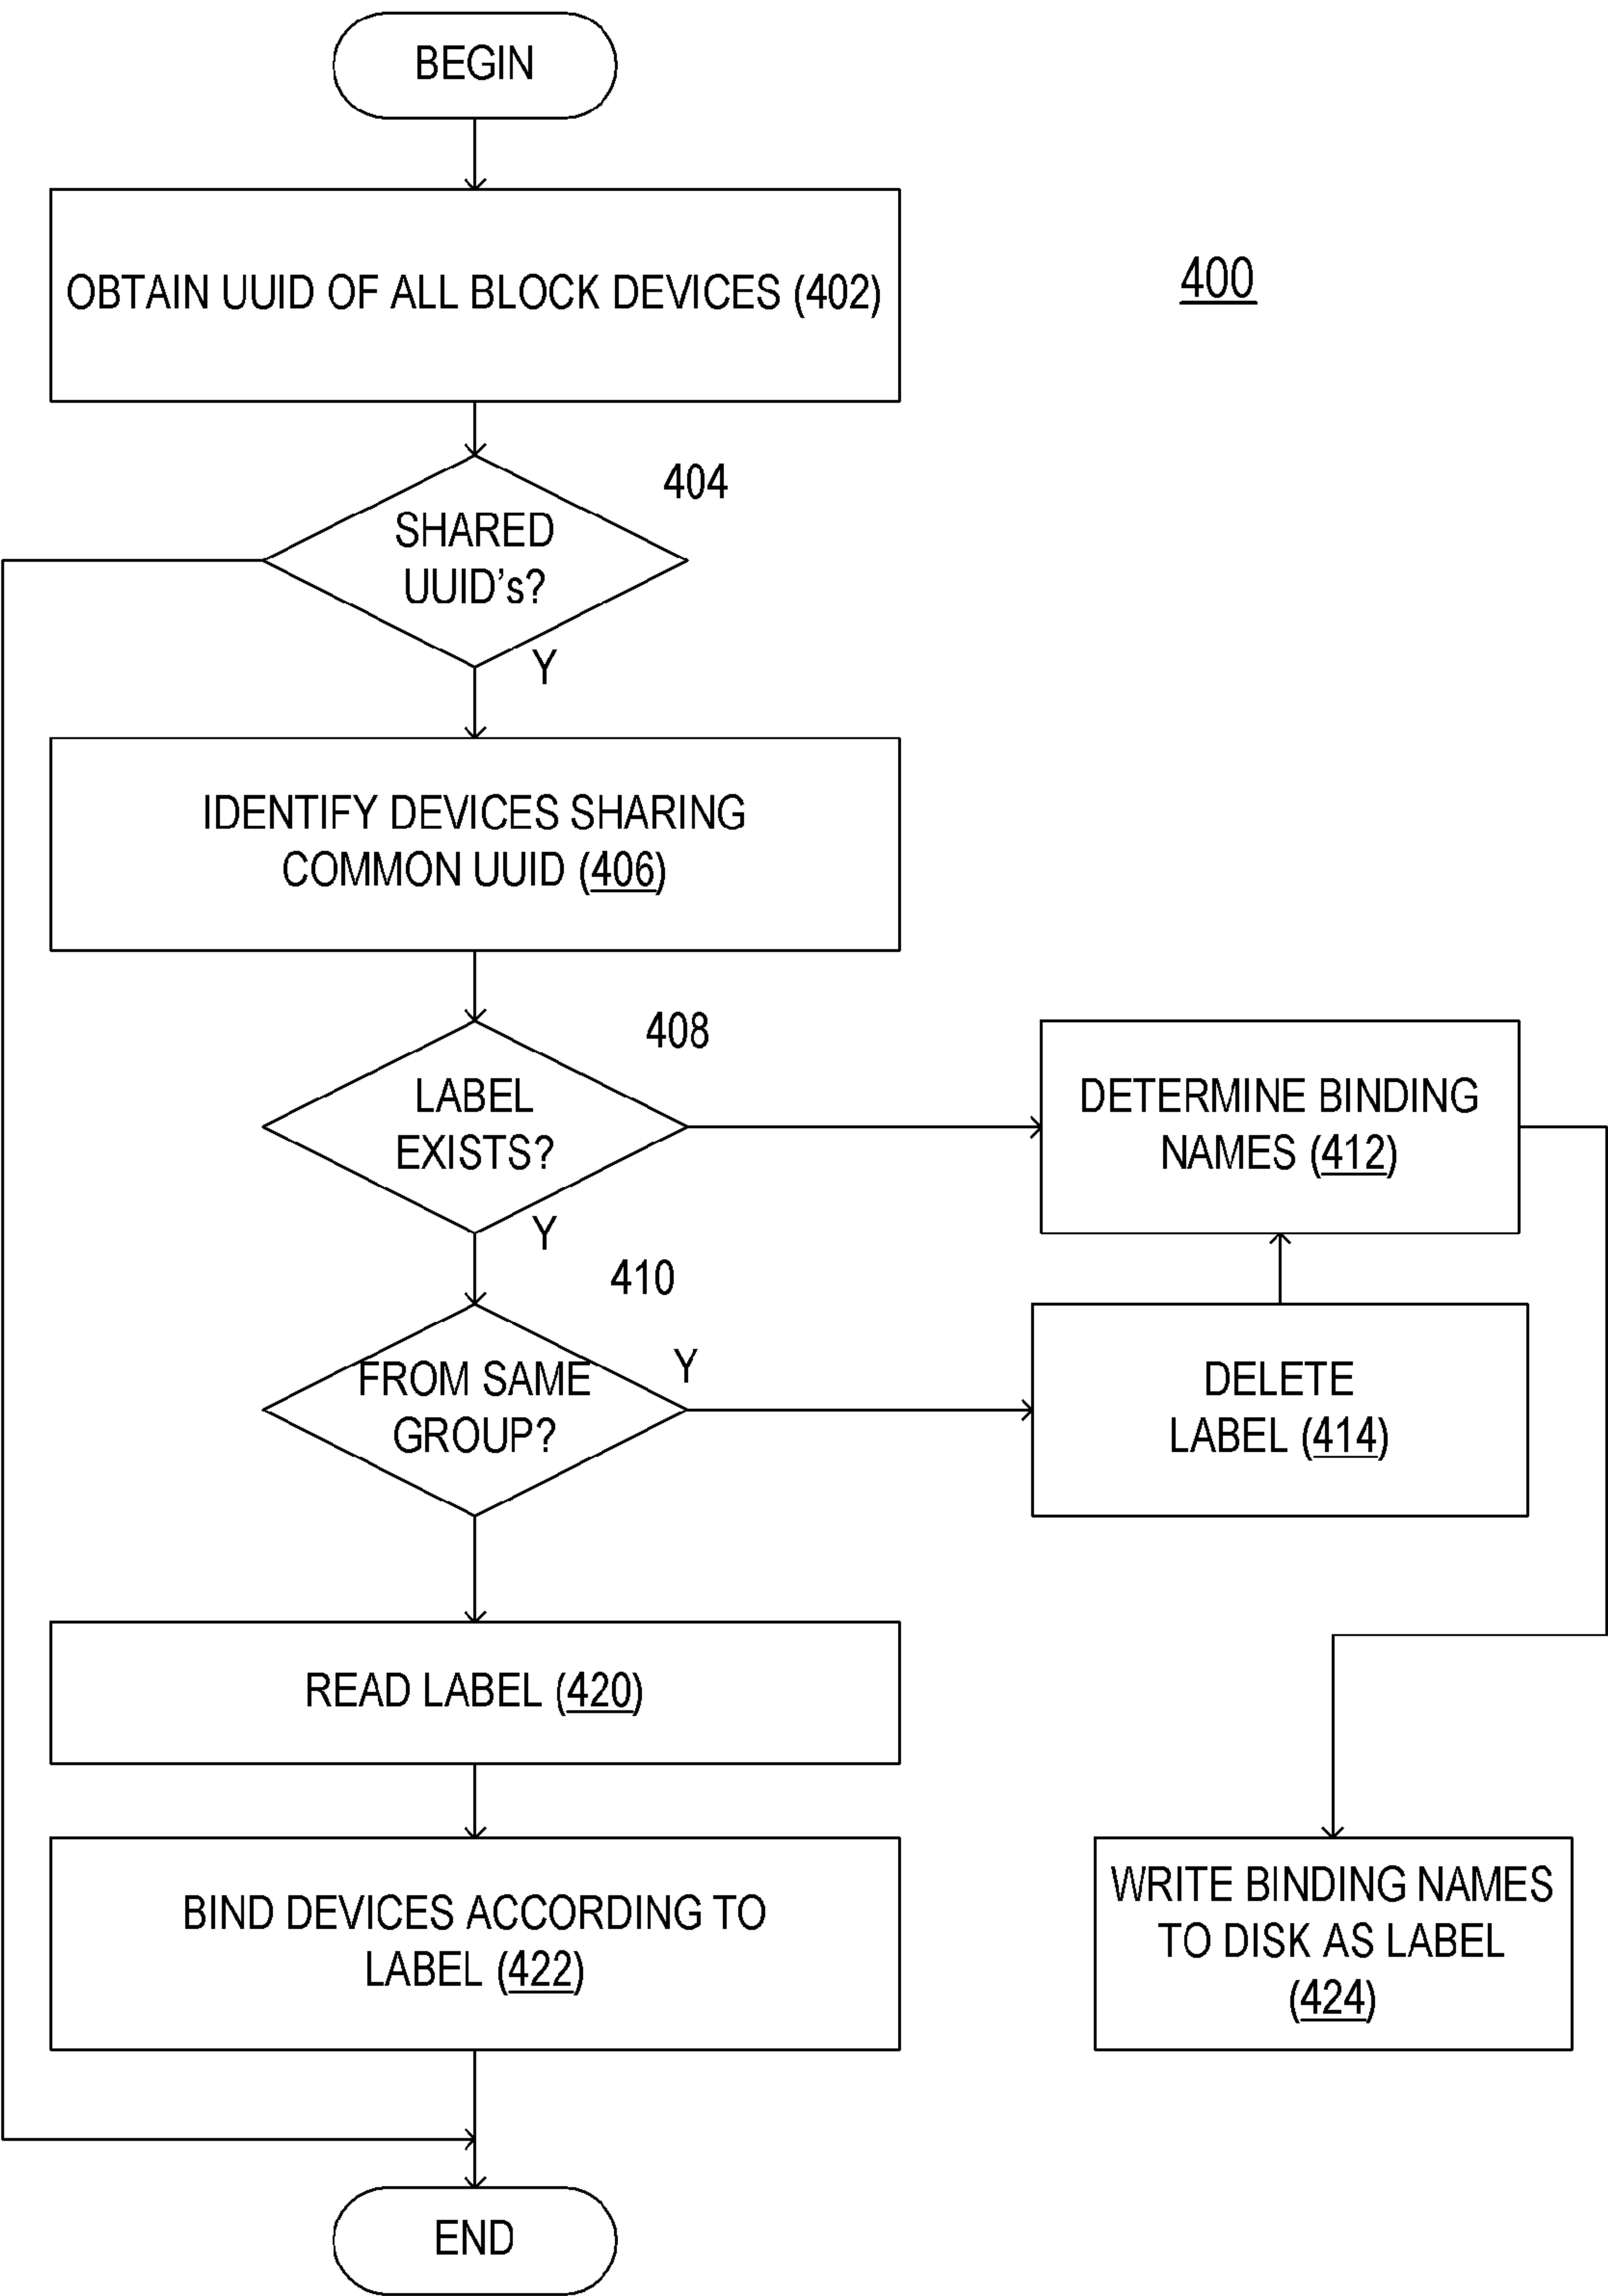 BEGIN
OBTAIN UUID OF ALL BLOCK DEVICES (402)
400
404
SHARED
UUID's?
Y
IDENTIFY DEVICES SHARING
COMMON UUID (406)
408
LABEL
EXISTS?
Y
DETERMINE BINDING
NAMES (412)
410
FROM SAME
GROUP?
Y
DELETE
LABEL (414)
READ LABEL (420)
BIND DEVICES ACCORDING TO
LABEL (422)
WRITE BINDING NAMES
TO DISK AS LABEL
(424)
END